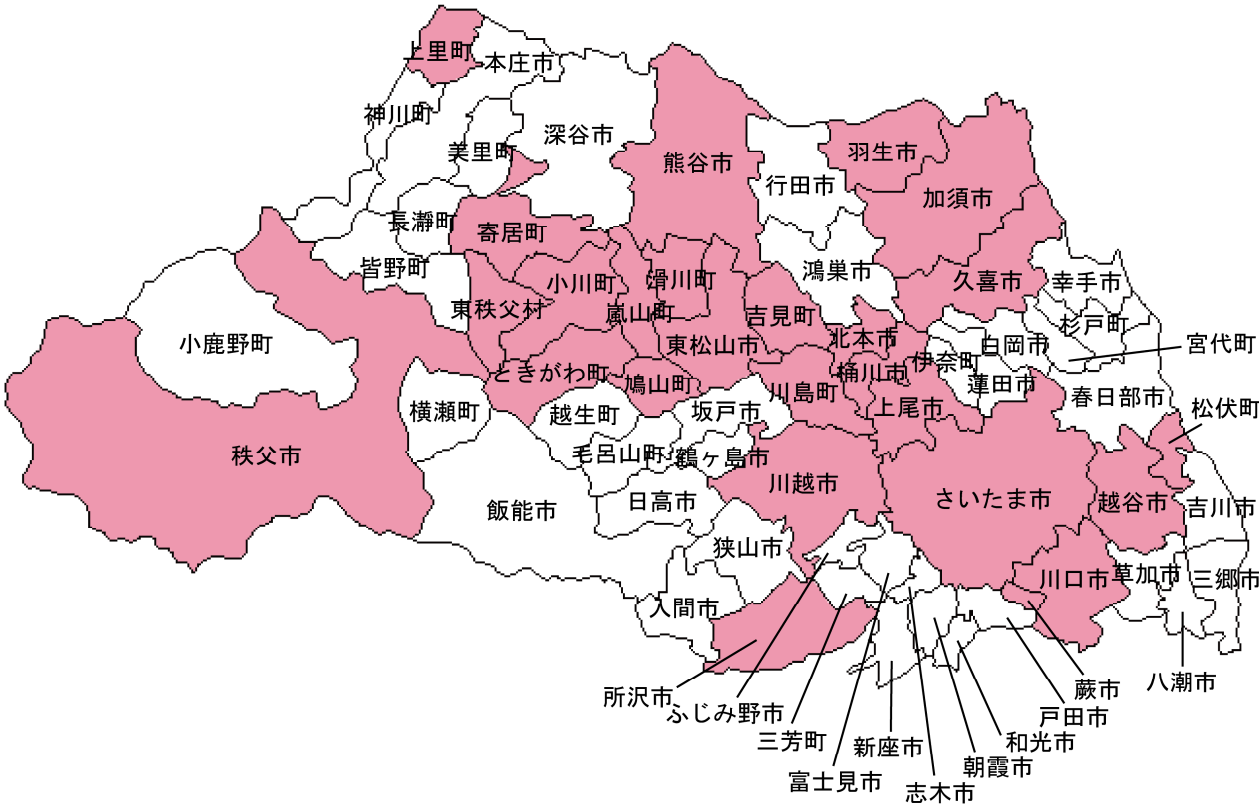 上里町
本庄市
神川町
深谷市
美里町
熊谷市
羽生市
行田市
加須市
長瀞町
寄居町
皆野町
鴻巣市
久喜市
幸手市
小川町
滑川町
東秩父村
嵐山町
吉見町
杉戸町
北本市
小鹿野町
東松山市
白岡市
宮代町
伊奈町
ときがわ町
鳩山町
桶川市
蓮田市
川島町
春日部市
横瀬町
越生町
坂戸市
上尾市
松伏町
秩父市
毛呂山町
鶴ヶ島市
川越市
さいたま市
越谷市
飯能市
日高市
吉川市
狭山市
川口市
草加市
三郷市
入間市
所沢市
ふじみ野市
三芳町
富士見市
新座市
志木市
朝霞市
和光市
戸田市
蕨市
八潮市